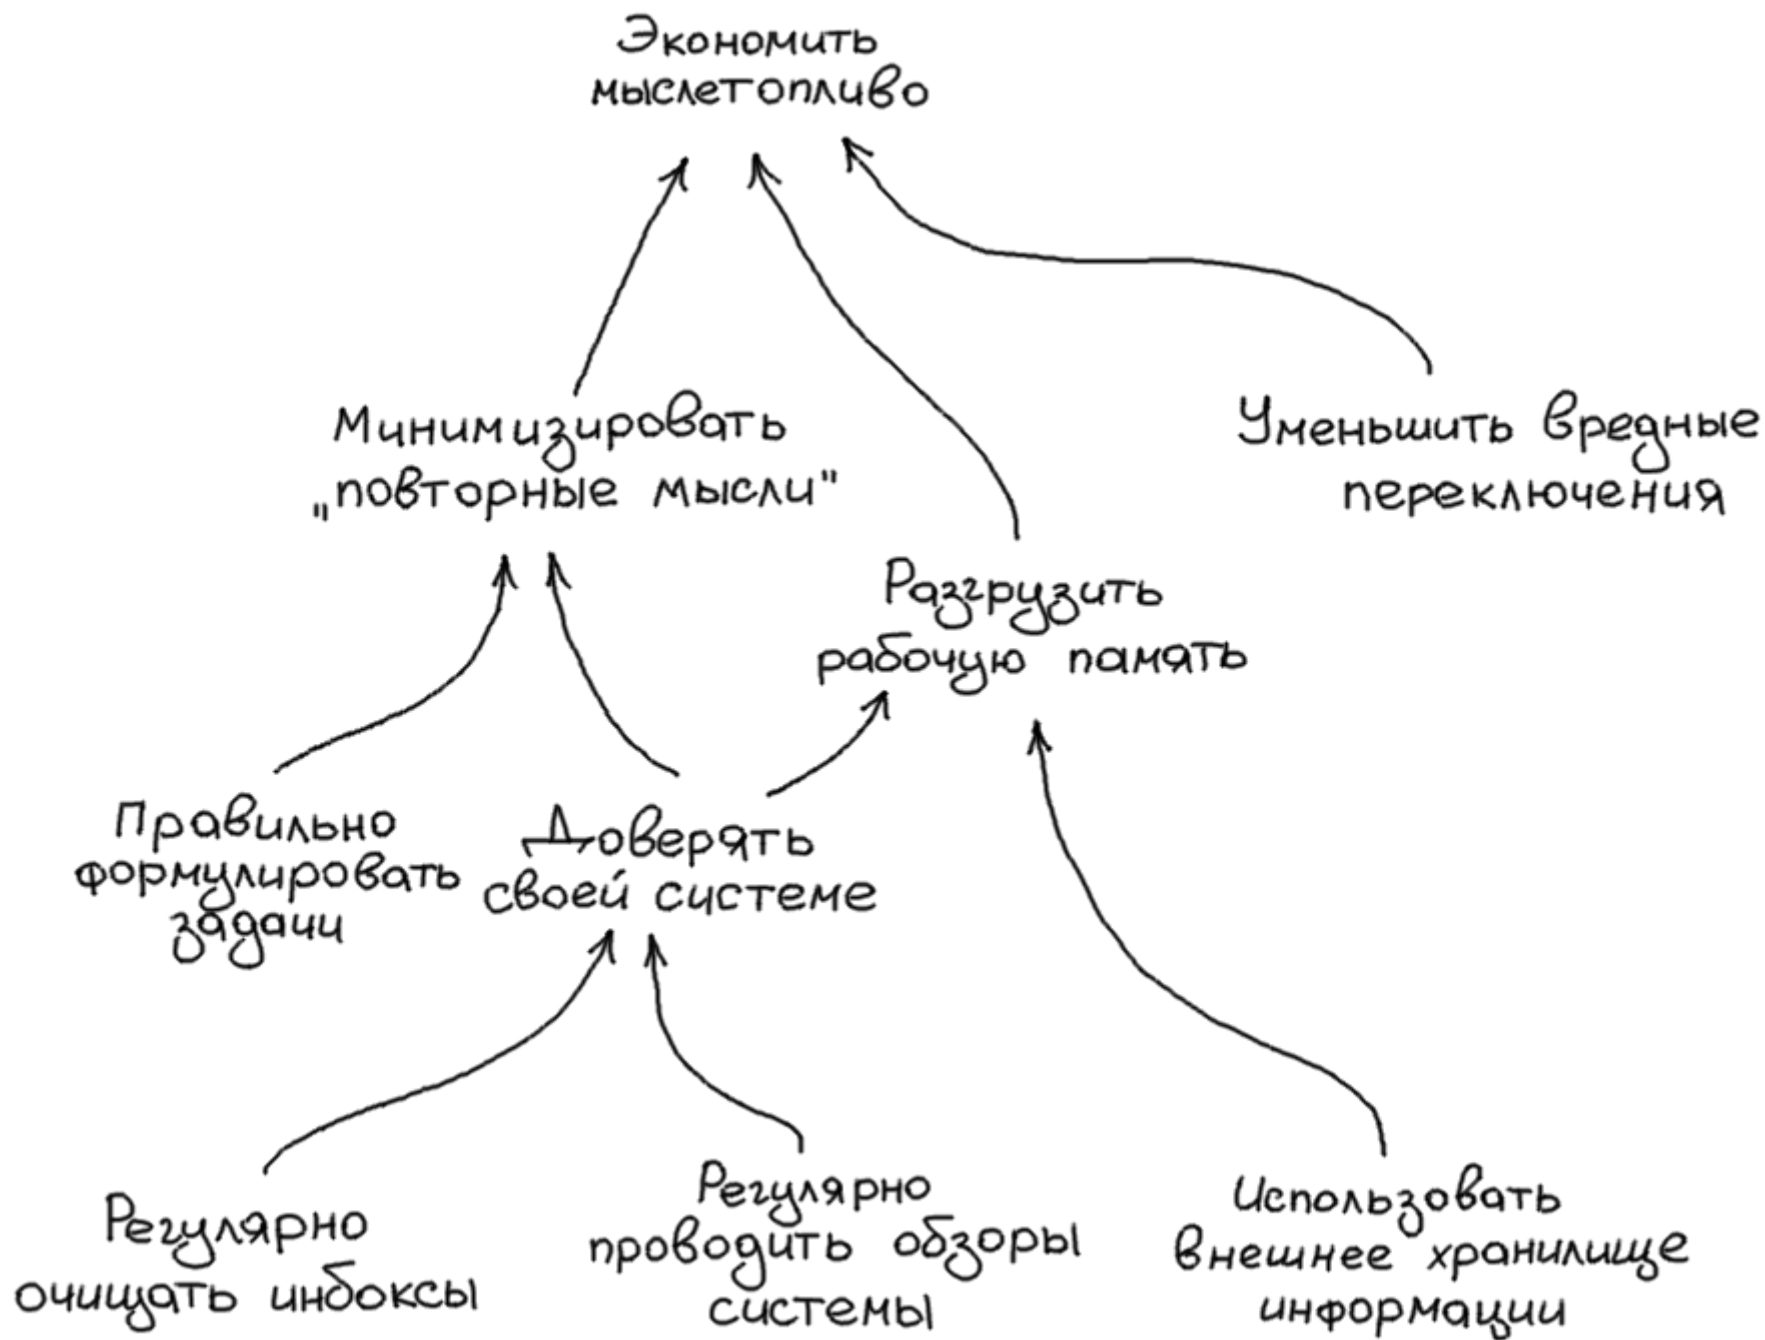 Экономить
мыслетопливо
Минимизировать
„повторные мысли"
Уменьшить вредные
переключения
Разгрузить
рабочую память
Правильно
формулировать
задачи
Доверять
своей системе
Регулярно
очищать инбоксы
Регулярно
проводить обзоры
системы
Использовать
внешнее хранилище
информации